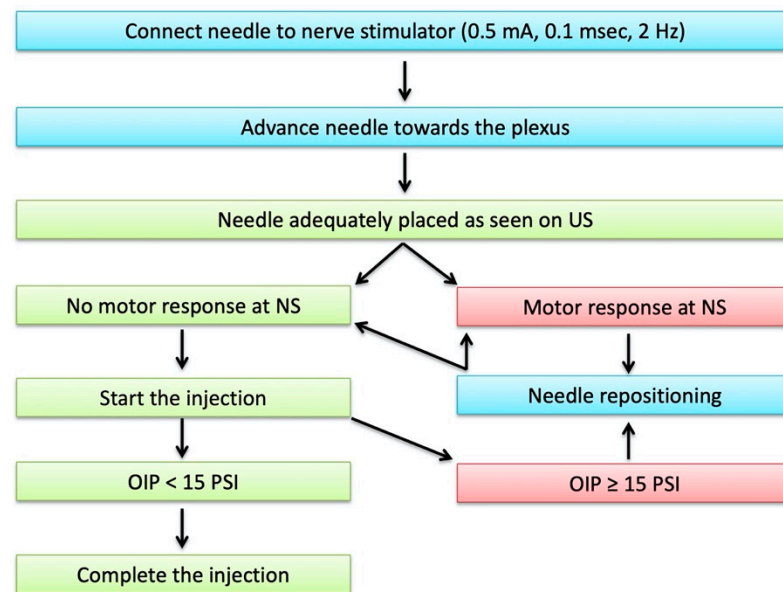 Connect needle to nerve stimulator (0.5 mA, 0.1 msec, 2 Hz)
Advance needle towards the plexus
Needle adequately placed as seen on US
No motor response at NS
Motor response at NS
Start the injection
Needle repositioning
OIP < 15 PSI
OIP ≥ 15 PSI
Complete the injection